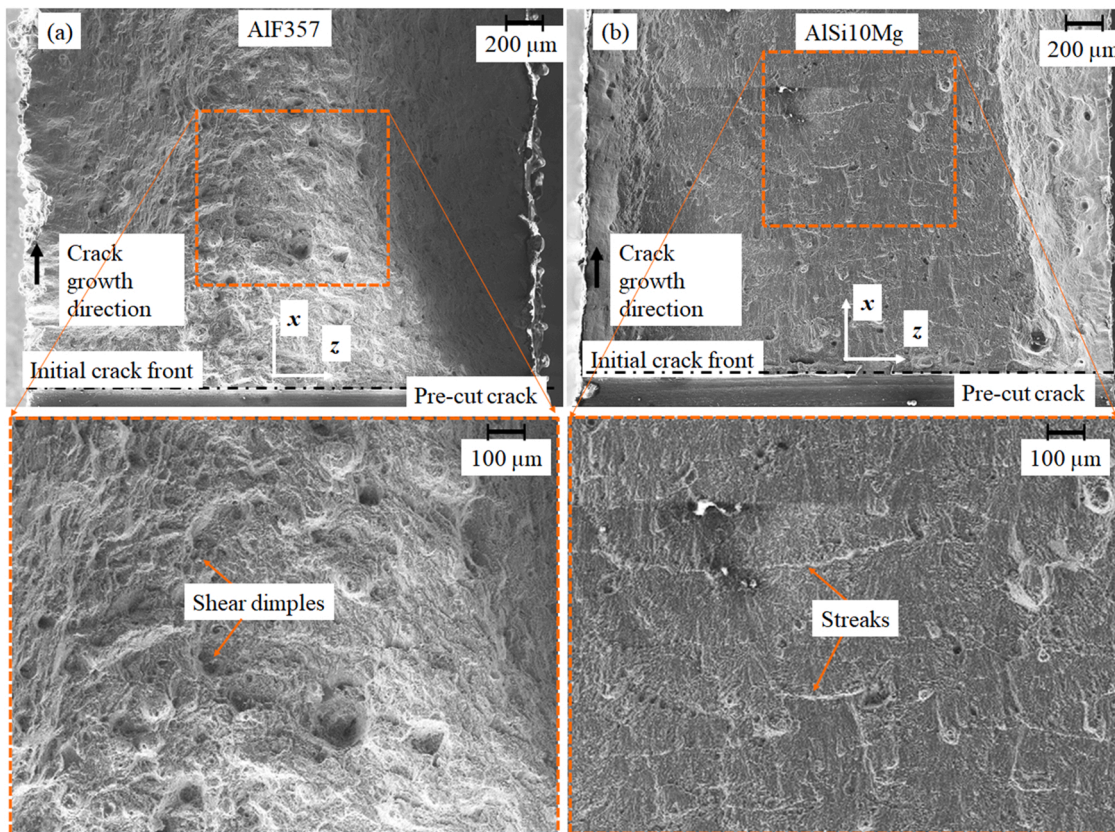 (a)
AlF357
200 µm
Crack
growth
direction
x
z
Initial crack front
Pre-cut crack
100 µm
Shear dimples
(b)
AlSi10Mg
200 µm
Crack
growth
direction
x
z
Initial crack front
Pre-cut crack
100 µm
Streaks